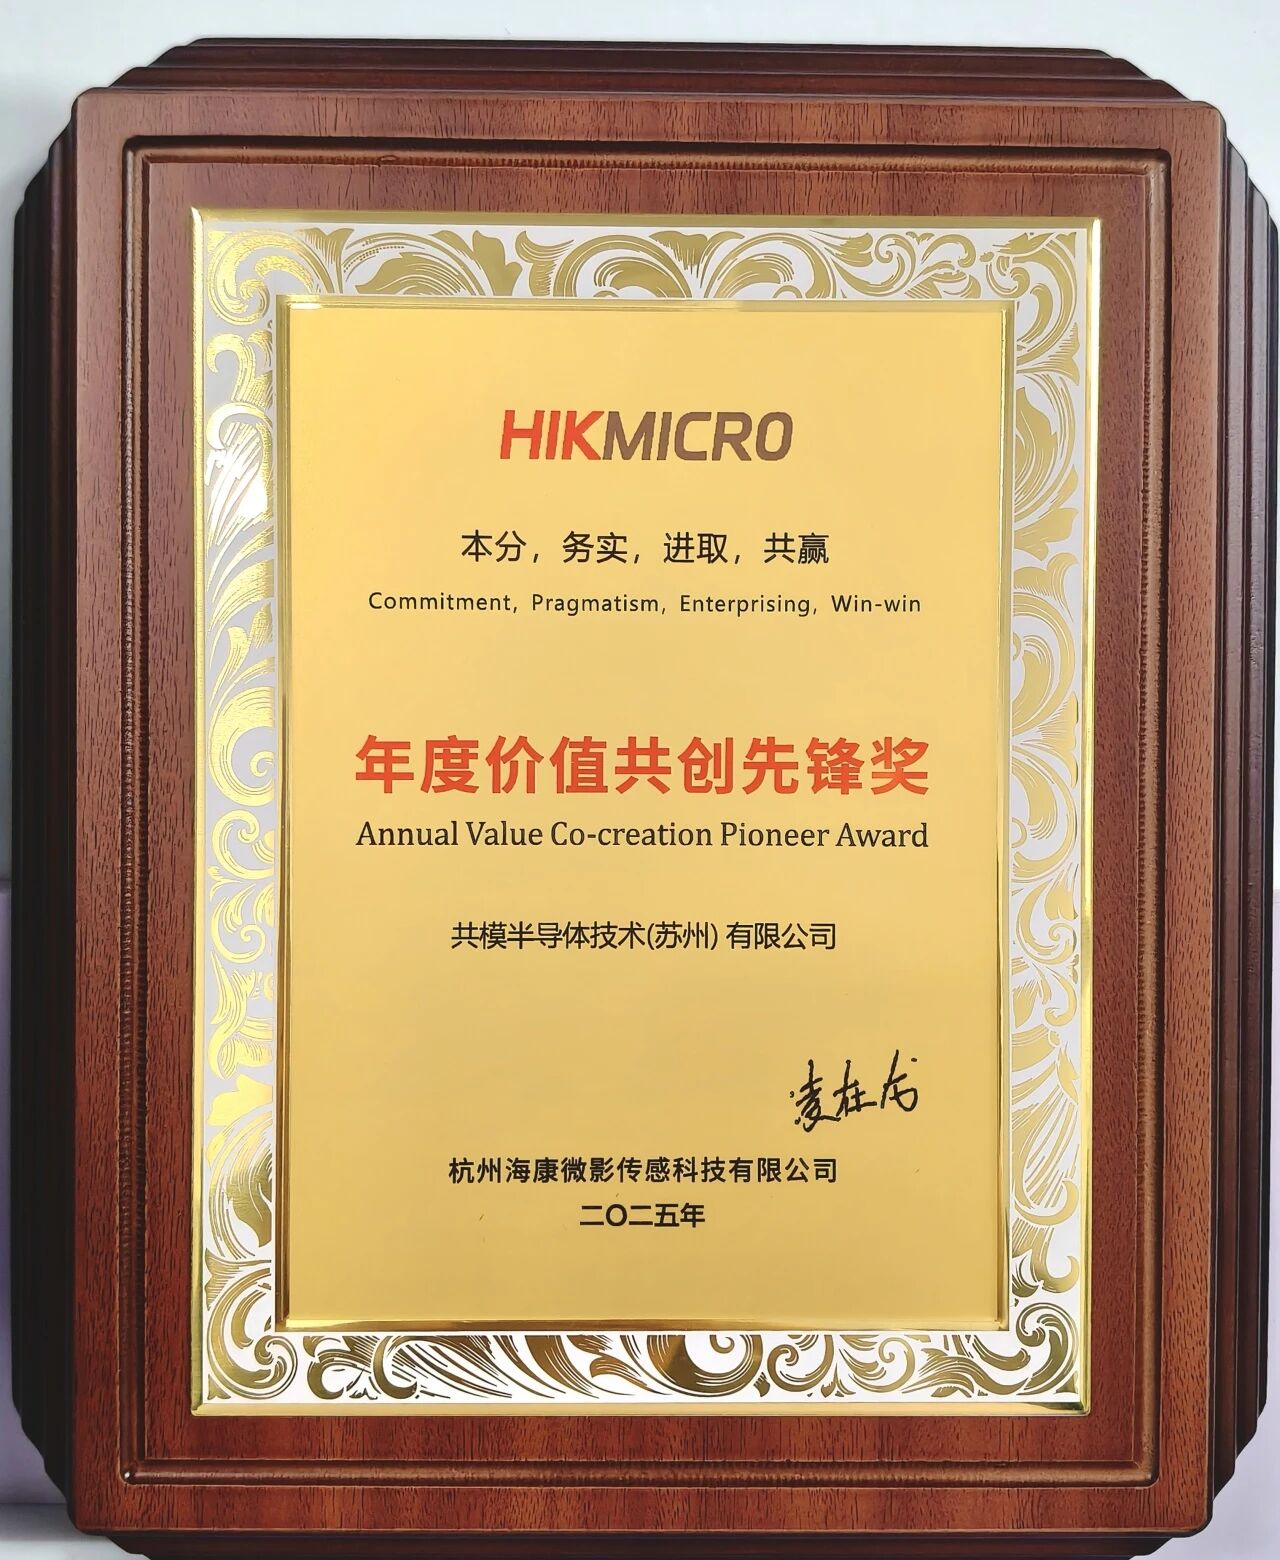 HIKMICRO
本分，务实，进取，共赢
Commitment, Pragmatism, Enterprising, Win-win
年度价值共创先锋奖
Annual Value Co-creation Pioneer Award
共模半导体技术(苏州) 有限公司
杭州海康微影传感科技有限公司
二〇二五年